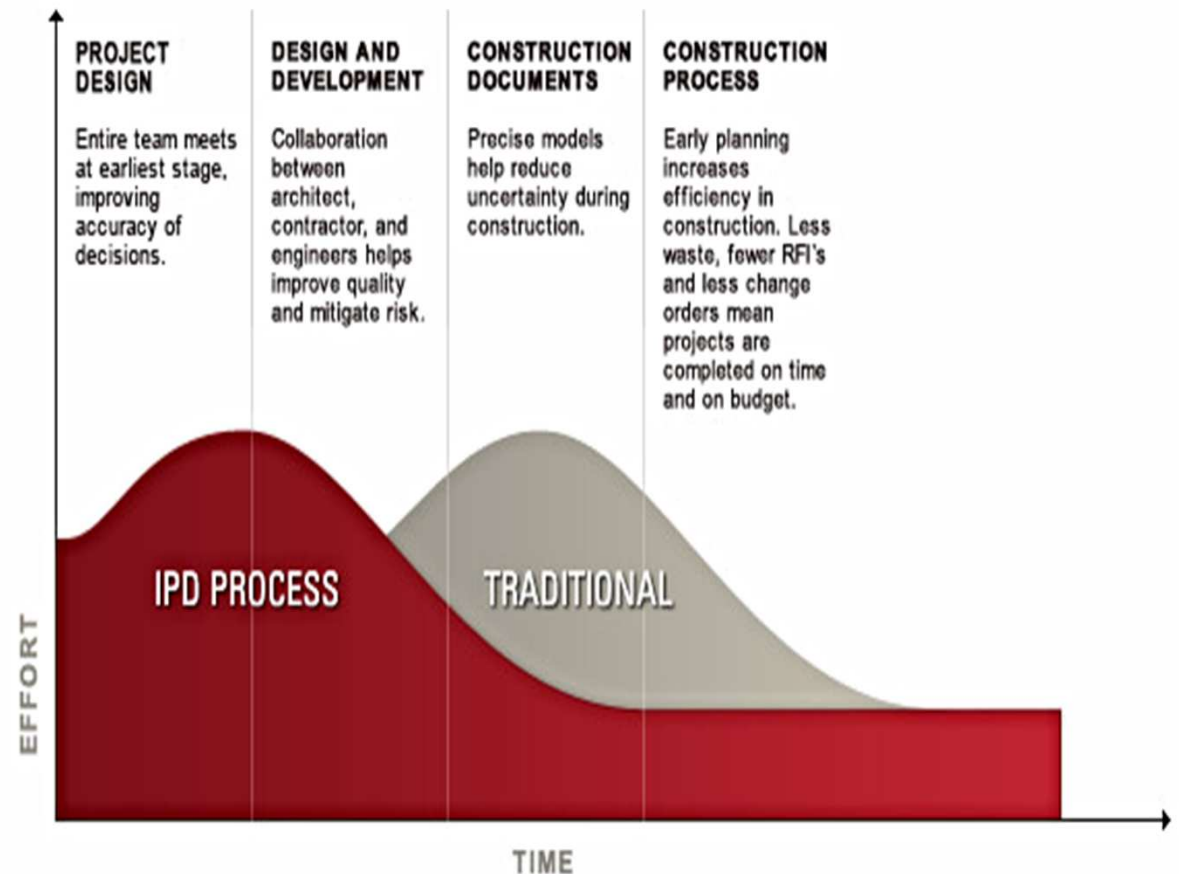 PROJECT
DESIGN
Entire team meets
at earliest stage,
improving
accuracy of
decisions.
DESIGN AND
DEVELOPMENT
Collaboration
between
architect,
contractor, and
engineers helps
improve quality
and mitigate risk.
CONSTRUCTION
DOCUMENTS
Precise models
help reduce
uncertainty during
construction.
CONSTRUCTION
PROCESS
Early planning
increases
efficiency in
construction. Less
waste, fewer RFI's
and less change
orders mean
projects are
completed on time
and on budget.
IPD PROCESS
TRADITIONAL
EFFORT
TIME